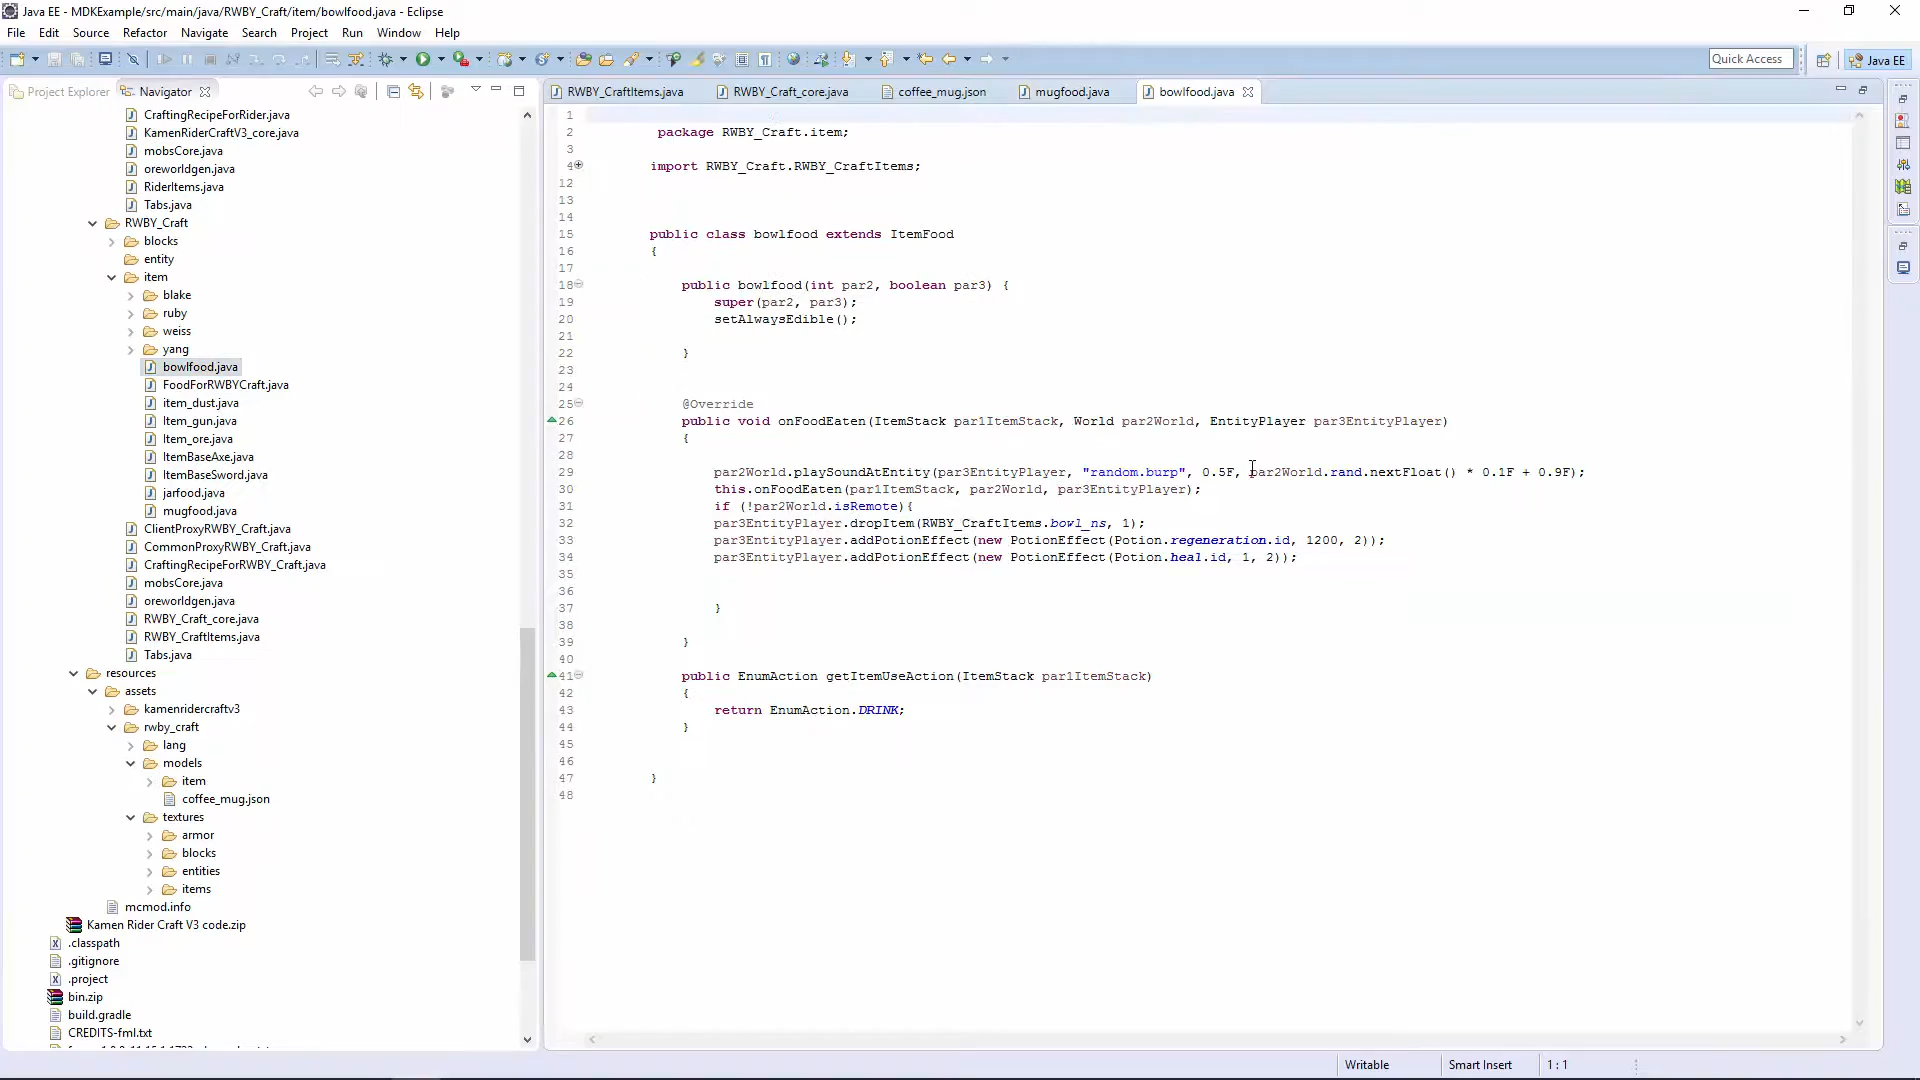 Java EE - MDKExample/src/main/java/RWBY_Craft/item/bowlfood.java - Eclipse
File Edit Source Refactor Navigate Search Project Run Window Help
Quick Access
Java EE
Project Explorer
Navigator
RWBY_CraftItems.java
RWBY_Craft_core.java
coffee_mug.json
mugfood.java
bowlfood.java
CraftingRecipeForRider.java
KamenRiderCraftV3_core.java
mobsCore.java
oreworldgen.java
RiderItems.java
Tabs.java
RWBY_Craft
blocks
entity
item
blake
ruby
weiss
yang
bowlfood.java
FoodForRWBYCraft.java
item_dust.java
Item_gun.java
Item_ore.java
ItemBaseAxe.java
ItemBaseSword.java
jarfood.java
mugfood.java
ClientProxyRWBY_Craft.java
CommonProxyRWBY_Craft.java
CraftingRecipeForRWBY_Craft.java
mobsCore.java
oreworldgen.java
RWBY_Craft_core.java
RWBY_CraftItems.java
Tabs.java
resources
assets
kamenridercraftv3
rwby_craft
lang
models
item
coffee_mug.json
textures
armor
blocks
entities
items
mcmod.info
Kamen Rider Craft V3 code.zip
.classpath
.gitignore
.project
bin.zip
build.gradle
CREDITS-fml.txt
1
2 package RWBY_Craft.item;
3
4 import RWBY_Craft.RWBY_CraftItems;
12
13
14
15 public class bowlfood extends ItemFood
16 {
17
18 public bowlfood(int par2, boolean par3) {
19 super(par2, par3);
20 setAlwaysEdible();
21
22 }
23
24
25 @Override
26 public void onFoodEaten(ItemStack par1ItemStack, World par2World, EntityPlayer par3EntityPlayer)
27 {
28
29 par2World.playSoundAtEntity(par3EntityPlayer, "random.burp", 0.5F, par2World.rand.nextFloat() * 0.1F + 0.9F);
30 this.onFoodEaten(par1ItemStack, par2World, par3EntityPlayer);
31 if (!par2World.isRemote){
32 par3EntityPlayer.dropItem(RWBY_CraftItems.bowl_ns, 1);
33 par3EntityPlayer.addPotionEffect(new PotionEffect(Potion.regeneration.id, 1200, 2));
34 par3EntityPlayer.addPotionEffect(new PotionEffect(Potion.heal.id, 1, 2));
35
36
37 }
38
39 }
40
41 public EnumAction getItemUseAction(ItemStack par1ItemStack)
42 {
43 return EnumAction.DRINK;
44 }
45
46
47 }
48
Writable
Smart Insert
1 : 1